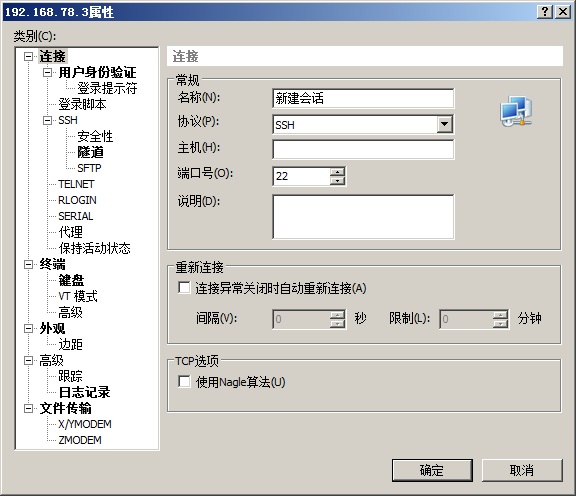 192.168.78.3属性
类别(C):
连接
用户身份验证
登录提示符
登录脚本
SSH
安全性
隧道
SFTP
TELNET
RLOGIN
SERIAL
代理
保持活动状态
终端
键盘
VT 模式
高级
外观
边距
高级
跟踪
日志记录
文件传输
X/YMODEM
ZMODEM
连接
常规
名称(N): 新建会话
协议(P): SSH
主机(H):
端口号(O): 22
说明(D):
重新连接
连接异常关闭时自动重新连接(A)
间隔(V): 0 秒 限制(L): 0 分钟
TCP选项
使用Nagle算法(U)
确定 取消